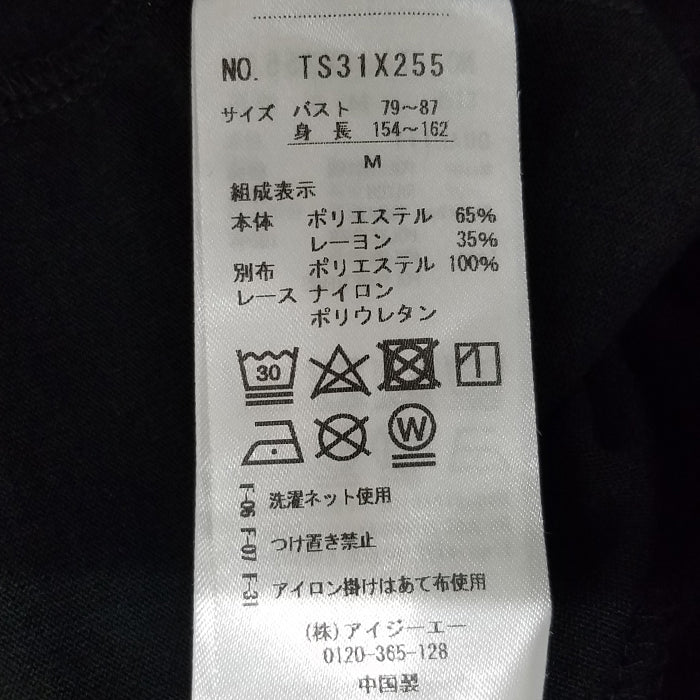 NO. TS31X255
サイズ バスト 79～87
身 長 154～162
M
組成表示
本体 ポリエステル 65%
レーヨン 35%
別布 ポリエステル 100%
レース ナイロン
ポリウレタン
30
W
F-06 洗濯ネット使用
F-07 つけ置き禁止
F-31 アイロン掛けはあて布使用
(株)アイジーエー
0120-365-128
中国製